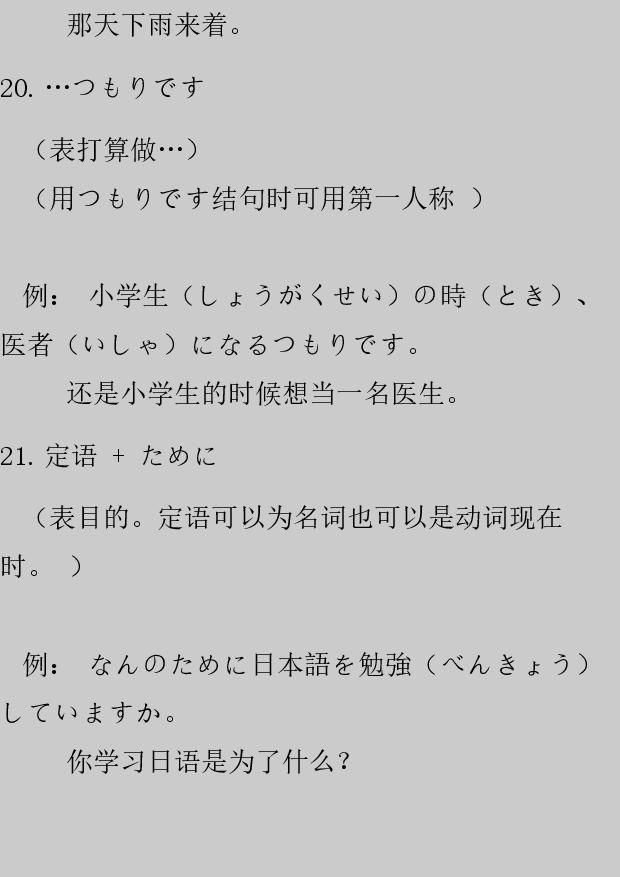 那天下雨来着。
20. …つもりです
（表打算做…）
（用つもりです结句时可用第一人称 ）
例： 小学生（しょうがくせい）の時（とき）、
医者（いしゃ）になるつもりです。
还是小学生的时候想当一名医生。
21. 定语 + ために
（表目的。定语可以为名词也可以是动词现在
时。 ）
例： なんのために日本語を勉強（べんきょう）
していますか。
你学习日语是为了什么？